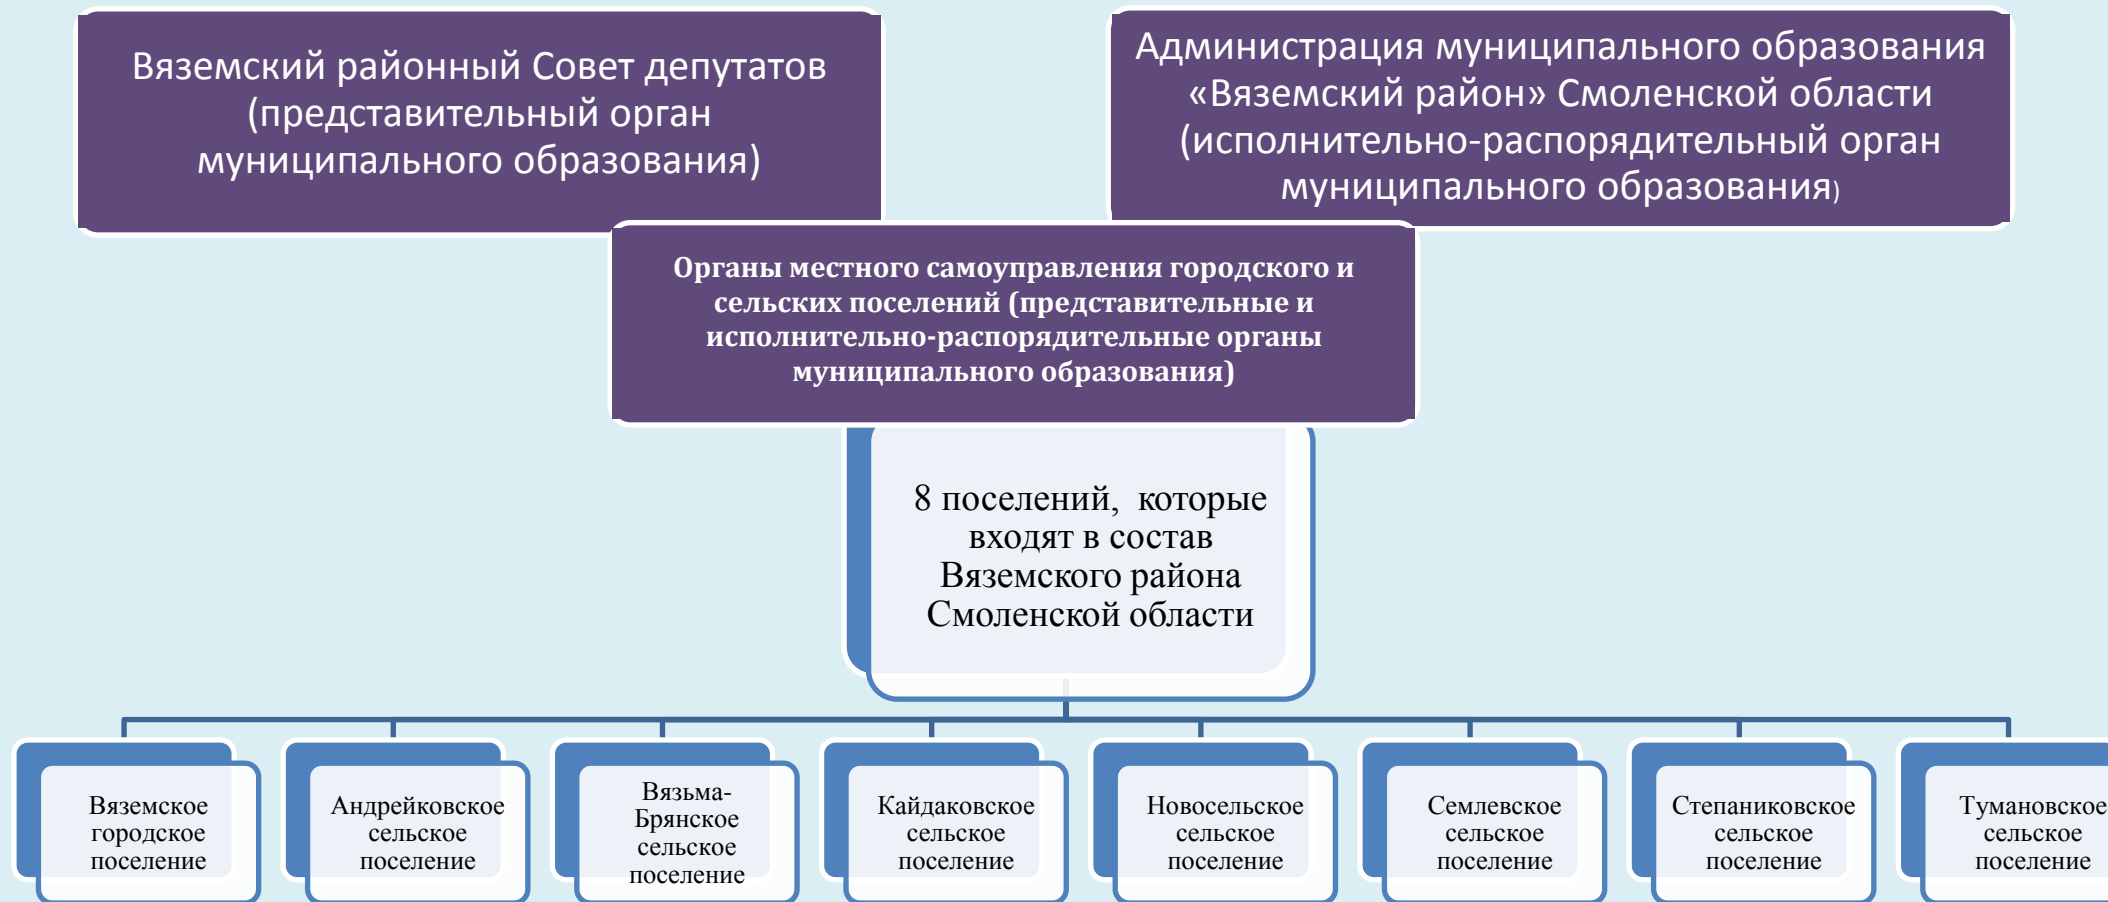 Вяземский районный Совет депутатов
(представительный орган
муниципального образования)
Администрация муниципального образования
«Вяземский район» Смоленской области
(исполнительно-распорядительный орган
муниципального образования)
Органы местного самоуправления городского и
сельских поселений (представительные и
исполнительно-распорядительные органы
муниципального образования)
8 поселений, которые
входят в состав
Вяземского района
Смоленской области
Вяземское
городское
поселение
Андрейковское
сельское
поселение
Вязьма-
Брянское
сельское
поселение
Кайдаковское
сельское
поселение
Новосельское
сельское
поселение
Семлевское
сельское
поселение
Степаниковское
сельское
поселение
Тумановское
сельское
поселение